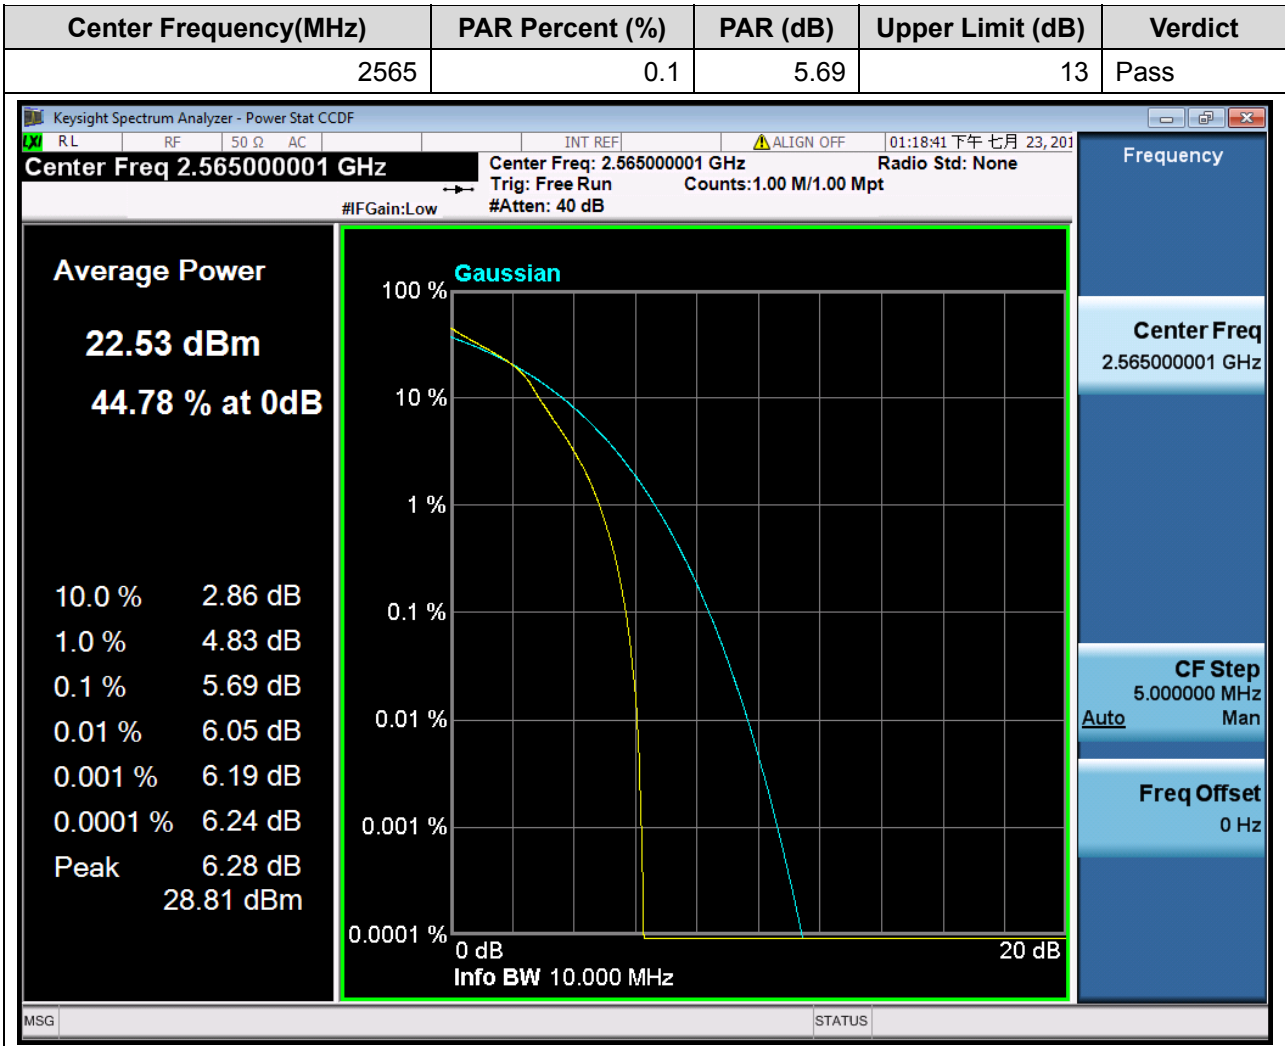 Center Frequency(MHz) PAR Percent (%) PAR (dB) Upper Limit (dB) Verdict
2565 0.1 5.69 13 Pass
Keysight Spectrum Analyzer - Power Stat CCDF
LXI RL RF 50 Ω AC INT REF ALIGN OFF 01:18:41 下午 七月 23, 201
Center Freq 2.565000001 GHz
Center Freq: 2.565000001 GHz Radio Std: None
Trig: Free Run Counts:1.00 M/1.00 Mpt
#IFGain:Low #Atten: 40 dB
Average Power
22.53 dBm
44.78 % at 0dB
10.0 % 2.86 dB
1.0 % 4.83 dB
0.1 % 5.69 dB
0.01 % 6.05 dB
0.001 % 6.19 dB
0.0001 % 6.24 dB
Peak 6.28 dB
28.81 dBm
Gaussian
100 %
10 %
1 %
0.1 %
0.01 %
0.001 %
0.0001 %
0 dB 20 dB
Info BW 10.000 MHz
Frequency
Center Freq
2.565000001 GHz
CF Step
5.000000 MHz
Auto Man
Freq Offset
0 Hz
MSG STATUS